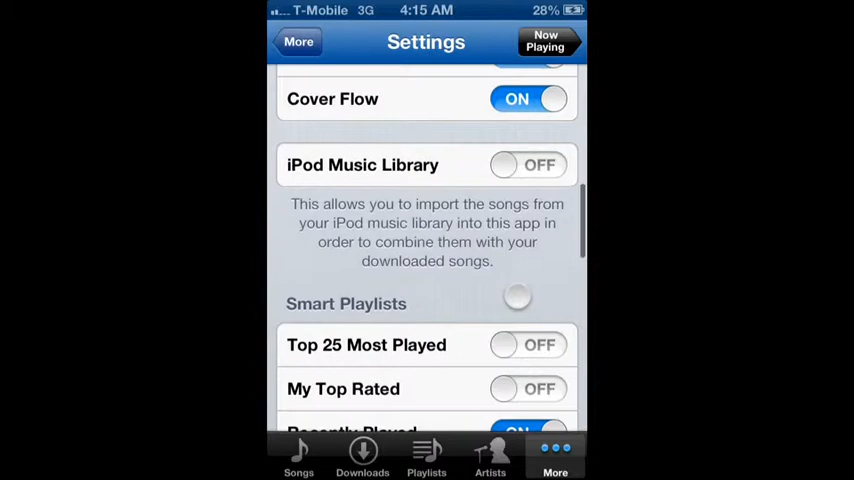 T-Mobile 3G 4:15 AM 28%
More Settings Now Playing
Cover Flow ON
iPod Music Library OFF
This allows you to import the songs from
your iPod music library into this app in
order to combine them with your
downloaded songs.
Smart Playlists
Top 25 Most Played OFF
My Top Rated OFF
Recently Played ON
Songs Downloads Playlists Artists More